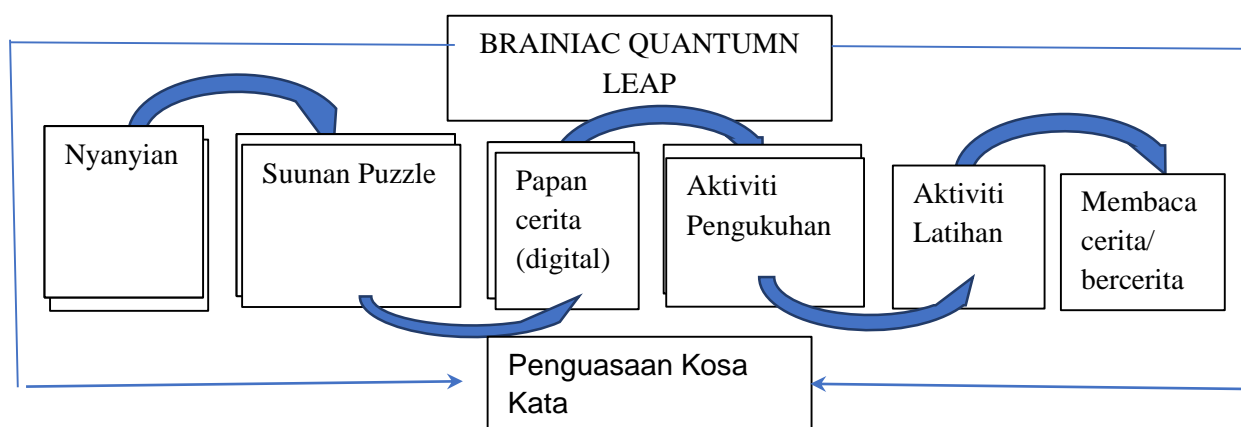 BRAINIAC QUANTUMN
LEAP
Nyanyian
Suunan Puzzle
Papan
cerita
(digital)
Aktiviti
Pengukuhan
Aktiviti
Latihan
Membaca
cerita/
bercerita
Penguasaan Kosa
Kata